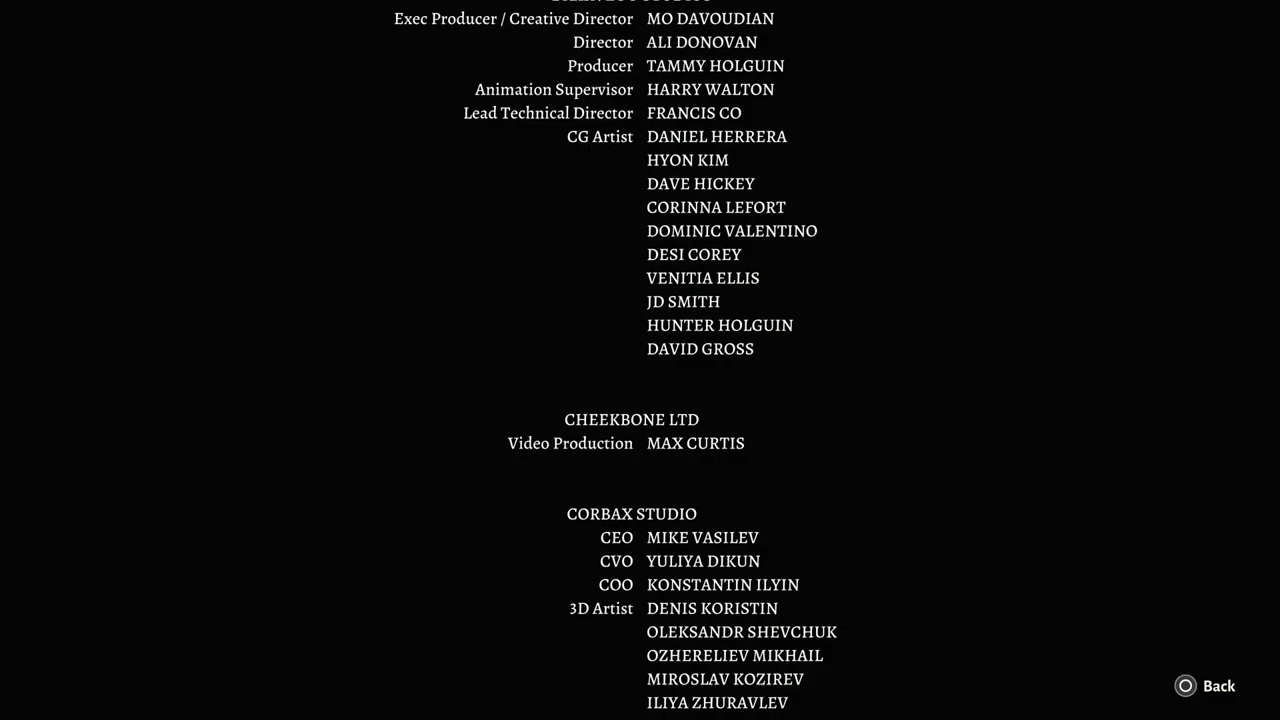 Exec Producer / Creative Director MO DAVOUDIAN
Director ALI DONOVAN
Producer TAMMY HOLGUIN
Animation Supervisor HARRY WALTON
Lead Technical Director FRANCIS CO
CG Artist DANIEL HERRERA
HYON KIM
DAVE HICKEY
CORINNA LEFORT
DOMINIC VALENTINO
DESI COREY
VENITIA ELLIS
JD SMITH
HUNTER HOLGUIN
DAVID GROSS
CHEEKBONE LTD
Video Production MAX CURTIS
CORBAX STUDIO
CEO MIKE VASILEV
CVO YULIYA DIKUN
COO KONSTANTIN ILYIN
3D Artist DENIS KORISTIN
OLEKSANDR SHEVCHUK
OZHERELIEV MIKHAIL
MIROSLAV KOZIREV
Back
ILIYA ZHURAVLEV